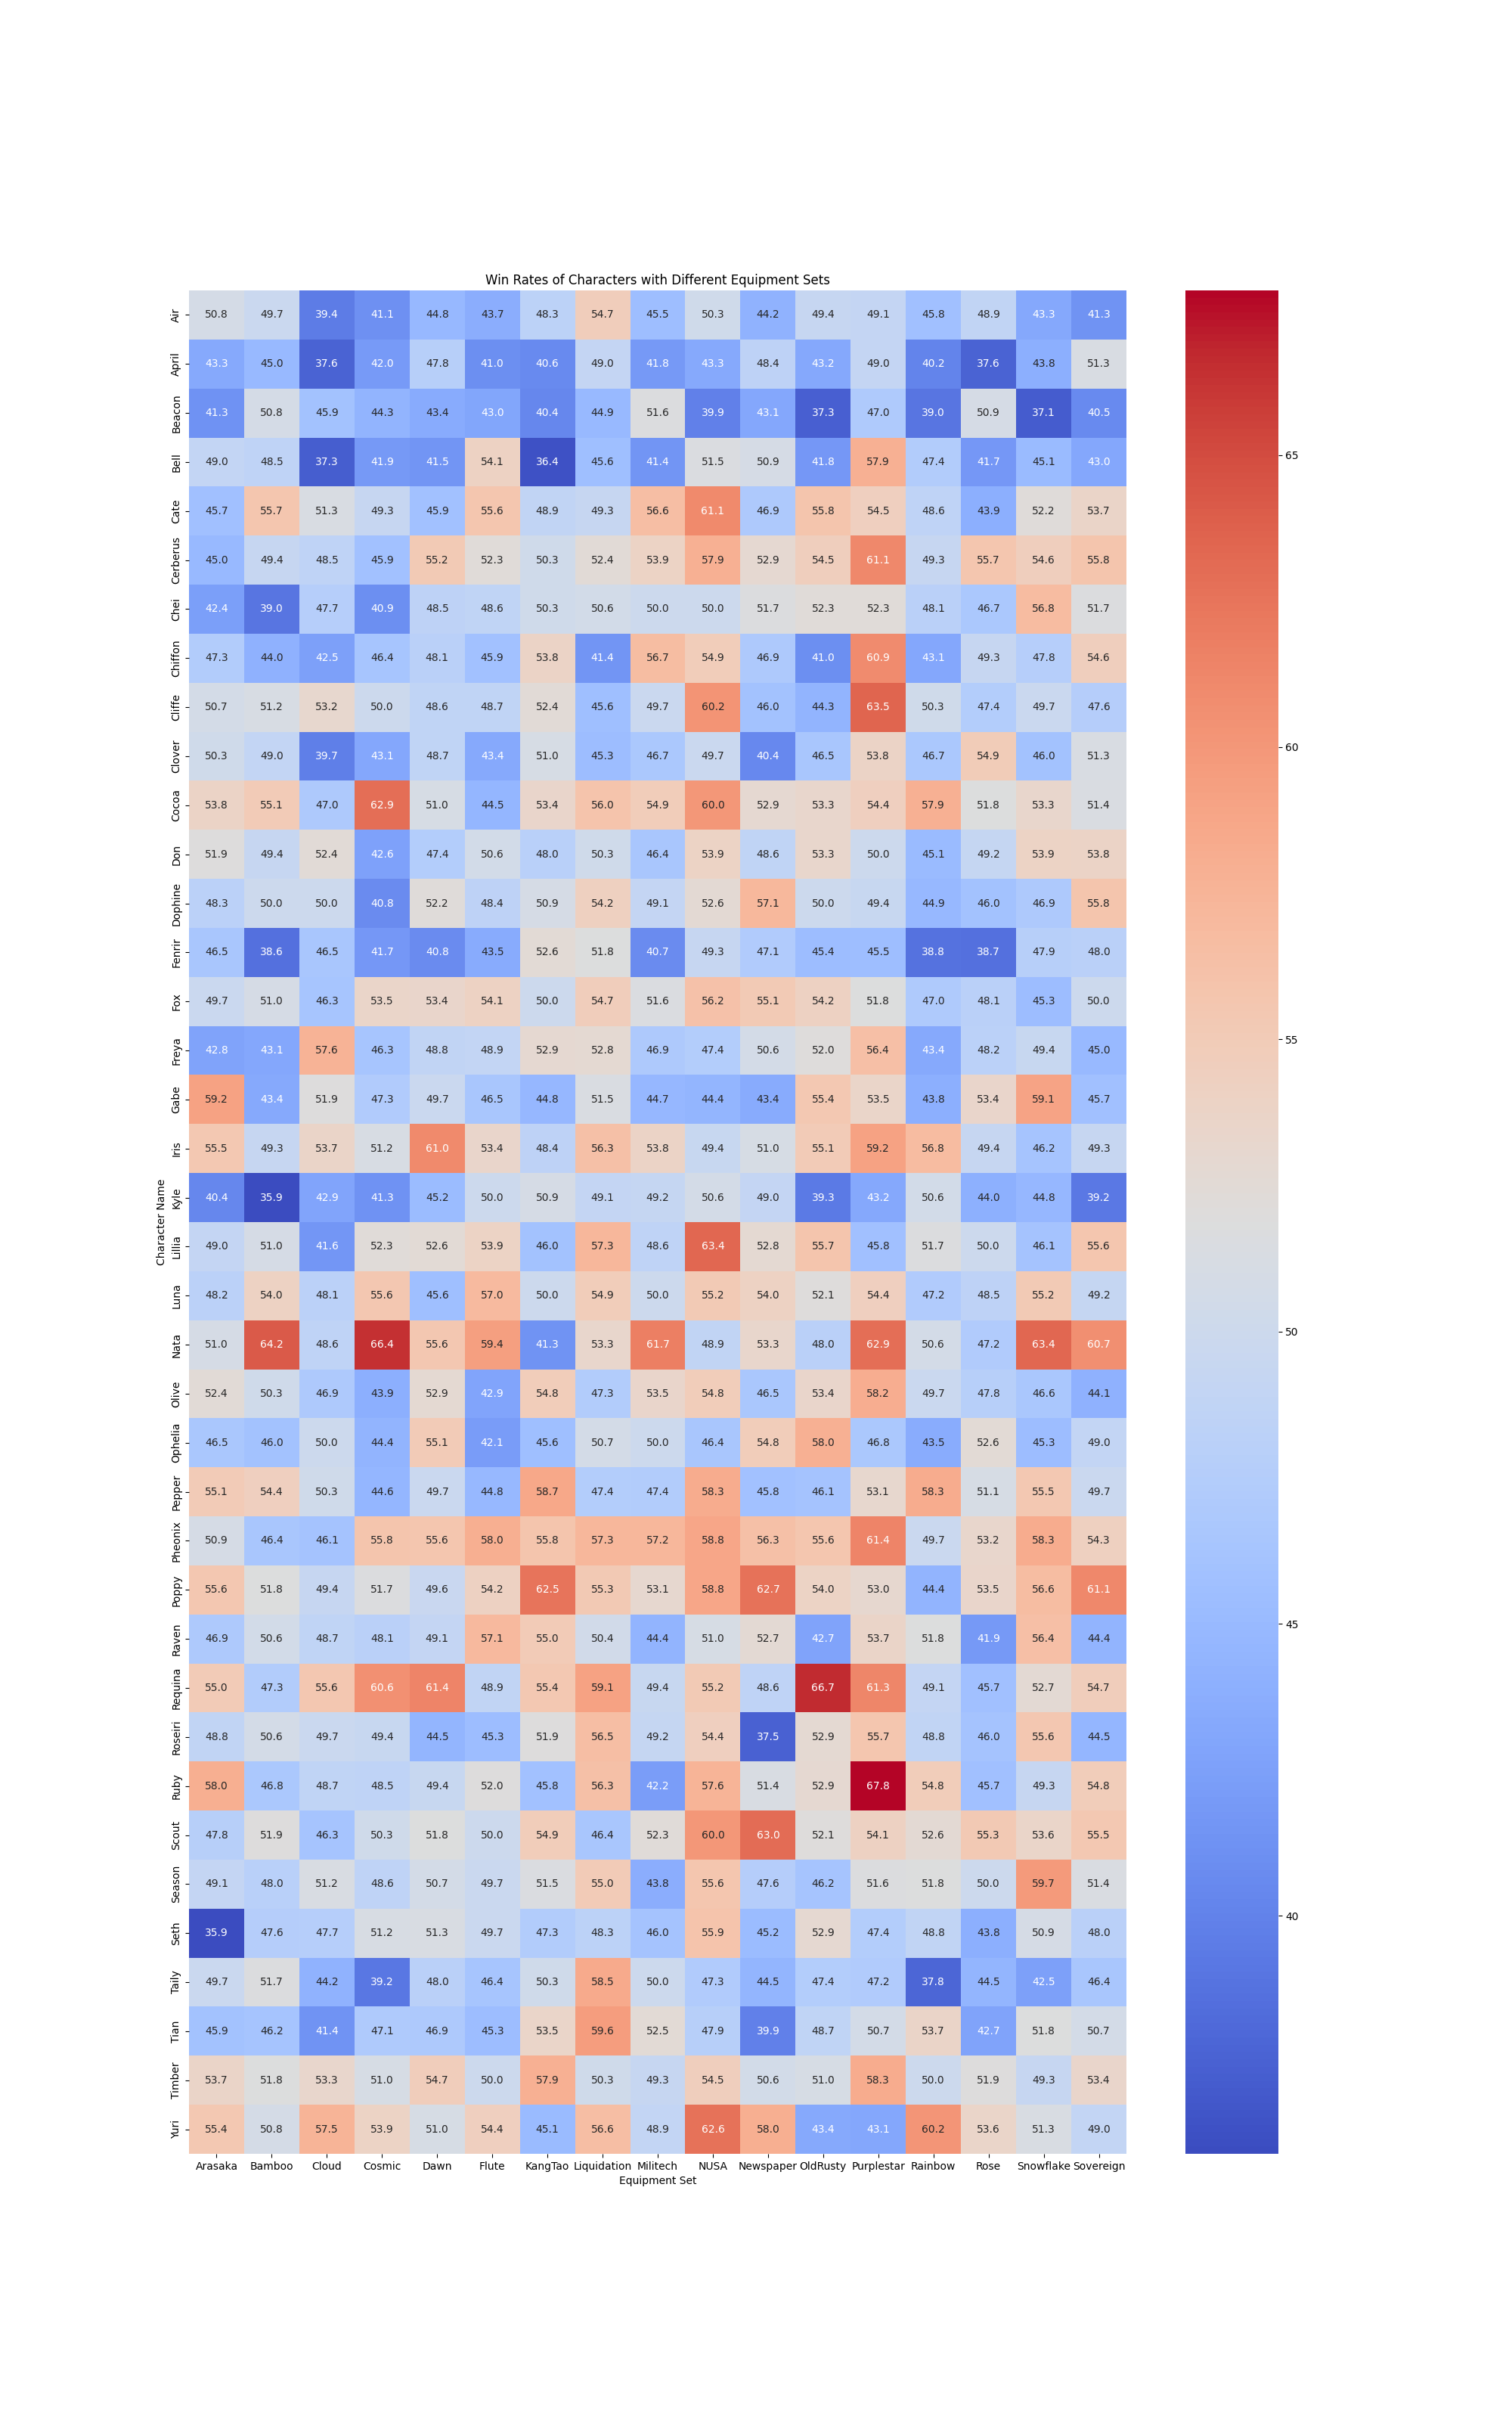 Win Rates of Characters with Different Equipment Sets
Air 50.8 49.7 39.4 41.1 44.8 43.7 48.3 54.7 45.5 50.3 44.2 49.4 49.1 45.8 48.9 43.3 41.3
April 43.3 45.0 37.6 42.0 47.8 41.0 40.6 49.0 41.8 43.3 48.4 43.2 49.0 40.2 37.6 43.8 51.3
Beacon 41.3 50.8 45.9 44.3 43.4 43.0 40.4 44.9 51.6 39.9 43.1 37.3 47.0 39.0 50.9 37.1 40.5
Bell 49.0 48.5 37.3 41.9 41.5 54.1 36.4 45.6 41.4 51.5 50.9 41.8 57.9 47.4 41.7 45.1 43.0
Cate 45.7 55.7 51.3 49.3 45.9 55.6 48.9 49.3 56.6 61.1 46.9 55.8 54.5 48.6 43.9 52.2 53.7
Cerberus 45.0 49.4 48.5 45.9 55.2 52.3 50.3 52.4 53.9 57.9 52.9 54.5 61.1 49.3 55.7 54.6 55.8
Chei 42.4 39.0 47.7 40.9 48.5 48.6 50.3 50.6 50.0 50.0 51.7 52.3 52.3 48.1 46.7 56.8 51.7
Chiffon 47.3 44.0 42.5 46.4 48.1 45.9 53.8 41.4 56.7 54.9 46.9 41.0 60.9 43.1 49.3 47.8 54.6
Cliffe 50.7 51.2 53.2 50.0 48.6 48.7 52.4 45.6 49.7 60.2 46.0 44.3 63.5 50.3 47.4 49.7 47.6
Clover 50.3 49.0 39.7 43.1 48.7 43.4 51.0 45.3 46.7 49.7 40.4 46.5 53.8 46.7 54.9 46.0 51.3
Cocoa 53.8 55.1 47.0 62.9 51.0 44.5 53.4 56.0 54.9 60.0 52.9 53.3 54.4 57.9 51.8 53.3 51.4
Don 51.9 49.4 52.4 42.6 47.4 50.6 48.0 50.3 46.4 53.9 48.6 53.3 50.0 45.1 49.2 53.9 53.8
Dophine 48.3 50.0 50.0 40.8 52.2 48.4 50.9 54.2 49.1 52.6 57.1 50.0 49.4 44.9 46.0 46.9 55.8
Fenrir 46.5 38.6 46.5 41.7 40.8 43.5 52.6 51.8 40.7 49.3 47.1 45.4 45.5 38.8 38.7 47.9 48.0
Fox 49.7 51.0 46.3 53.5 53.4 54.1 50.0 54.7 51.6 56.2 55.1 54.2 51.8 47.0 48.1 45.3 50.0
Freya 42.8 43.1 57.6 46.3 48.8 48.9 52.9 52.8 46.9 47.4 50.6 52.0 56.4 43.4 48.2 49.4 45.0
Gabe 59.2 43.4 51.9 47.3 49.7 46.5 44.8 51.5 44.7 44.4 43.4 55.4 53.5 43.8 53.4 59.1 45.7
Iris 55.5 49.3 53.7 51.2 61.0 53.4 48.4 56.3 53.8 49.4 51.0 55.1 59.2 56.8 49.4 46.2 49.3
Kyle 40.4 35.9 42.9 41.3 45.2 50.0 50.9 49.1 49.2 50.6 49.0 39.3 43.2 50.6 44.0 44.8 39.2
Character Name
Lillia 49.0 51.0 41.6 52.3 52.6 53.9 46.0 57.3 48.6 63.4 52.8 55.7 45.8 51.7 50.0 46.1 55.6
Luna 48.2 54.0 48.1 55.6 45.6 57.0 50.0 54.9 50.0 55.2 54.0 52.1 54.4 47.2 48.5 55.2 49.2
Nata 51.0 64.2 48.6 66.4 55.6 59.4 41.3 53.3 61.7 48.9 53.3 48.0 62.9 50.6 47.2 63.4 60.7
Olive 52.4 50.3 46.9 43.9 52.9 42.9 54.8 47.3 53.5 54.8 46.5 53.4 58.2 49.7 47.8 46.6 44.1
Ophelia 46.5 46.0 50.0 44.4 55.1 42.1 45.6 50.7 50.0 46.4 54.8 58.0 46.8 43.5 52.6 45.3 49.0
Pepper 55.1 54.4 50.3 44.6 49.7 44.8 58.7 47.4 47.4 58.3 45.8 46.1 53.1 58.3 51.1 55.5 49.7
Pheonix 50.9 46.4 46.1 55.8 55.6 58.0 55.8 57.3 57.2 58.8 56.3 55.6 61.4 49.7 53.2 58.3 54.3
Poppy 55.6 51.8 49.4 51.7 49.6 54.2 62.5 55.3 53.1 58.8 62.7 54.0 53.0 44.4 53.5 56.6 61.1
Raven 46.9 50.6 48.7 48.1 49.1 57.1 55.0 50.4 44.4 51.0 52.7 42.7 53.7 51.8 41.9 56.4 44.4
Requina 55.0 47.3 55.6 60.6 61.4 48.9 55.4 59.1 49.4 55.2 48.6 66.7 61.3 49.1 45.7 52.7 54.7
Roseiri 48.8 50.6 49.7 49.4 44.5 45.3 51.9 56.5 49.2 54.4 37.5 52.9 55.7 48.8 46.0 55.6 44.5
Ruby 58.0 46.8 48.7 48.5 49.4 52.0 45.8 56.3 42.2 57.6 51.4 52.9 67.8 54.8 45.7 49.3 54.8
Scout 47.8 51.9 46.3 50.3 51.8 50.0 54.9 46.4 52.3 60.0 63.0 52.1 54.1 52.6 55.3 53.6 55.5
Season 49.1 48.0 51.2 48.6 50.7 49.7 51.5 55.0 43.8 55.6 47.6 46.2 51.6 51.8 50.0 59.7 51.4
Seth 35.9 47.6 47.7 51.2 51.3 49.7 47.3 48.3 46.0 55.9 45.2 52.9 47.4 48.8 43.8 50.9 48.0
Taily 49.7 51.7 44.2 39.2 48.0 46.4 50.3 58.5 50.0 47.3 44.5 47.4 47.2 37.8 44.5 42.5 46.4
Tian 45.9 46.2 41.4 47.1 46.9 45.3 53.5 59.6 52.5 47.9 39.9 48.7 50.7 53.7 42.7 51.8 50.7
Timber 53.7 51.8 53.3 51.0 54.7 50.0 57.9 50.3 49.3 54.5 50.6 51.0 58.3 50.0 51.9 49.3 53.4
Yuri 55.4 50.8 57.5 53.9 51.0 54.4 45.1 56.6 48.9 62.6 58.0 43.4 43.1 60.2 53.6 51.3 49.0
Arasaka Bamboo Cloud Cosmic Dawn Flute KangTao Liquidation Militech NUSA Newspaper OldRusty Purplestar Rainbow Rose Snowflake Sovereign
Equipment Set
65
60
55
50
45
40